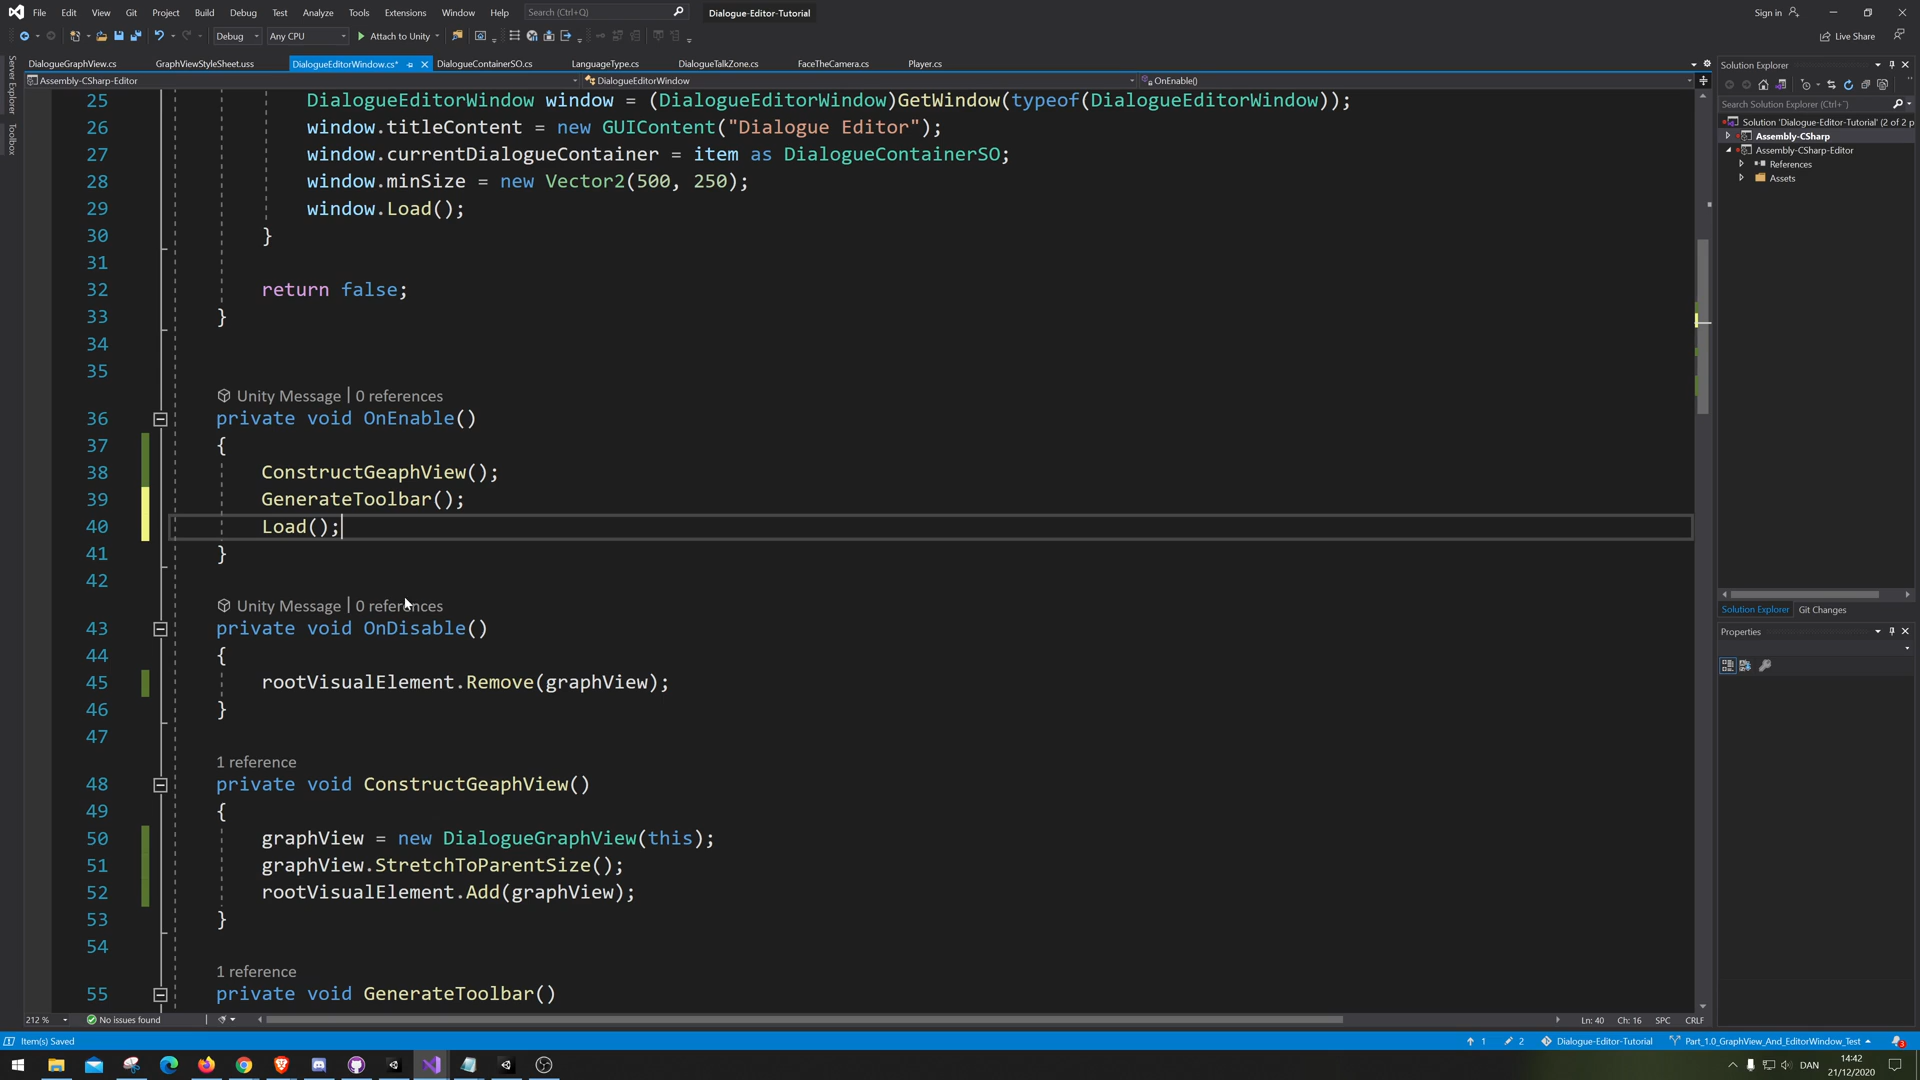 File Edit View Git Project Build Debug Test Analyze Tools Extensions Window Help Search (Ctrl+Q) Dialogue-Editor-Tutorial Sign in
Debug Any CPU Attach to Unity Live Share
DialogueGraphView.cs GraphViewStyleSheet.uss DialogueEditorWindow.cs* DialogueContainerSO.cs LanguageType.cs DialogueTalkZone.cs FaceTheCamera.cs Player.cs
Assembly-CSharp-Editor DialogueEditorWindow OnEnable()
Server Explorer
Toolbox
25 DialogueEditorWindow window = (DialogueEditorWindow)GetWindow(typeof(DialogueEditorWindow));
26 window.titleContent = new GUIContent("Dialogue Editor");
27 window.currentDialogueContainer = item as DialogueContainerSO;
28 window.minSize = new Vector2(500, 250);
29 window.Load();
30 }
31
32 return false;
33 }
34
35
Unity Message | 0 references
36 private void OnEnable()
37 {
38 ConstructGeaphView();
39 GenerateToolbar();
40 Load();
41 }
42
Unity Message | 0 references
43 private void OnDisable()
44 {
45 rootVisualElement.Remove(graphView);
46 }
47
1 reference
48 private void ConstructGeaphView()
49 {
50 graphView = new DialogueGraphView(this);
51 graphView.StretchToParentSize();
52 rootVisualElement.Add(graphView);
53 }
54
1 reference
55 private void GenerateToolbar()
212 % No issues found Ln: 40 Ch: 16 SPC CRLF
Solution Explorer
Search Solution Explorer (Ctrl+¨)
Solution 'Dialogue-Editor-Tutorial' (2 of 2 p
Assembly-CSharp
Assembly-CSharp-Editor
References
Assets
Solution Explorer Git Changes
Properties
Item(s) Saved 1 2 Dialogue-Editor-Tutorial Part_1.0_GraphView_And_EditorWindow_Test 3
DAN 14:42
21/12/2020